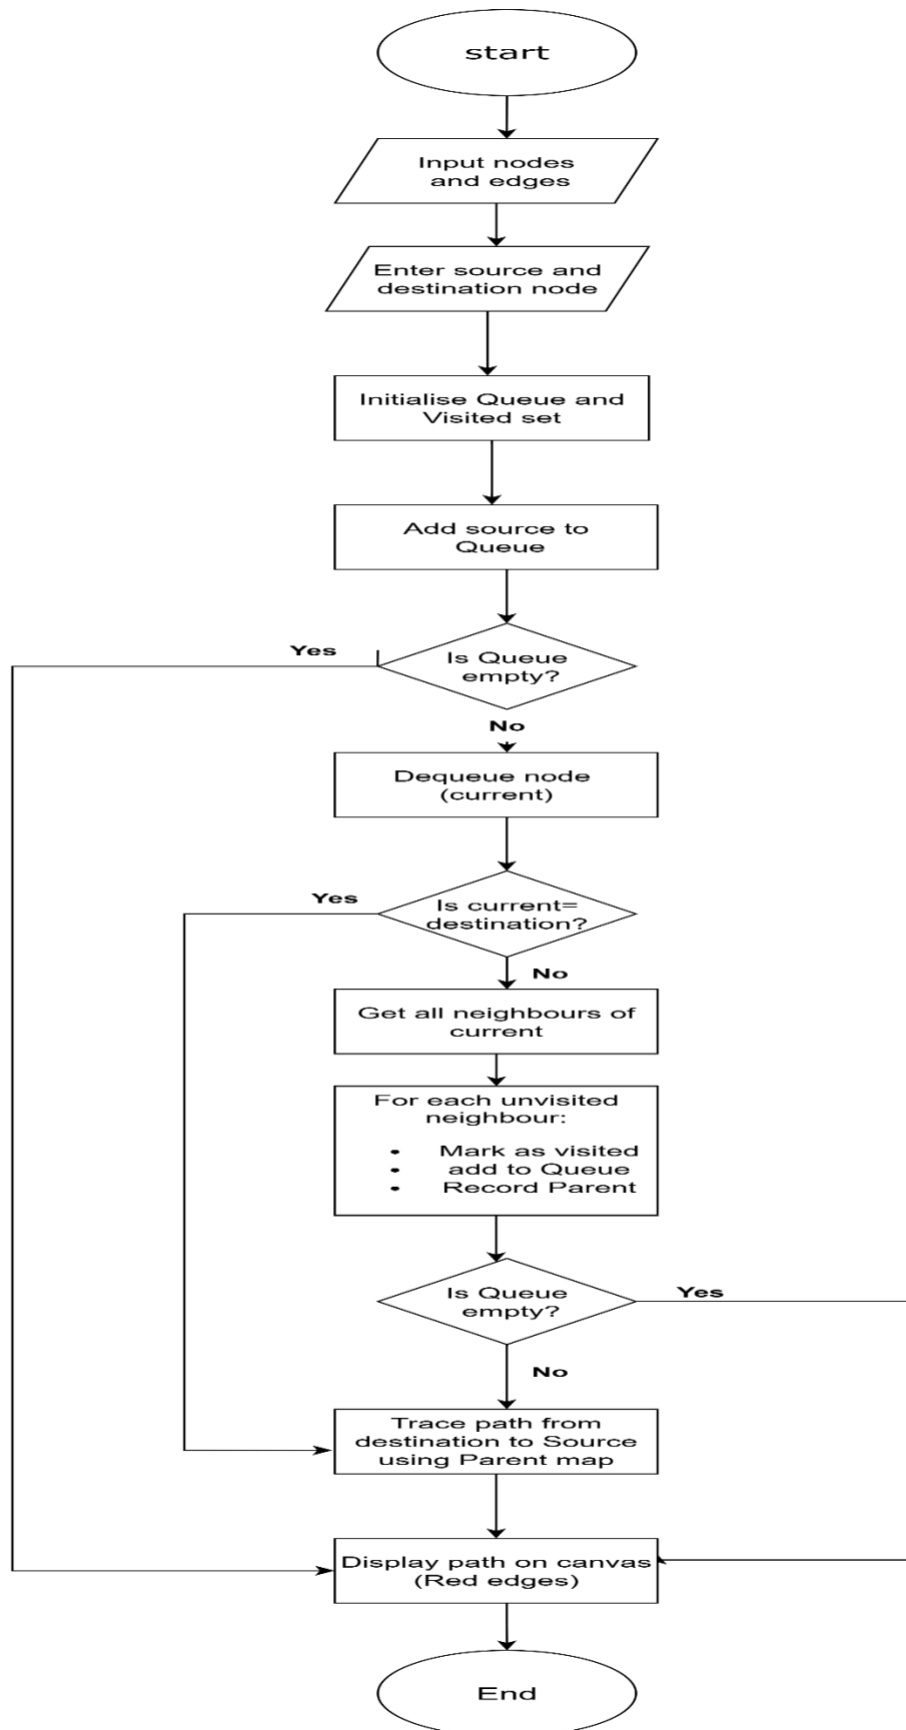 start
Input nodes
and edges
Enter source and
destination node
Initialise Queue and
Visited set
Add source to
Queue
Yes
Is Queue
empty?
No
Dequeue node
(current)
Yes
Is current=
destination?
No
Get all neighbours of
current
For each unvisited
neighbour:
• Mark as visited
• add to Queue
• Record Parent
Is Queue
empty?
Yes
No
Trace path from
destination to Source
using Parent map
Display path on canvas
(Red edges)
End